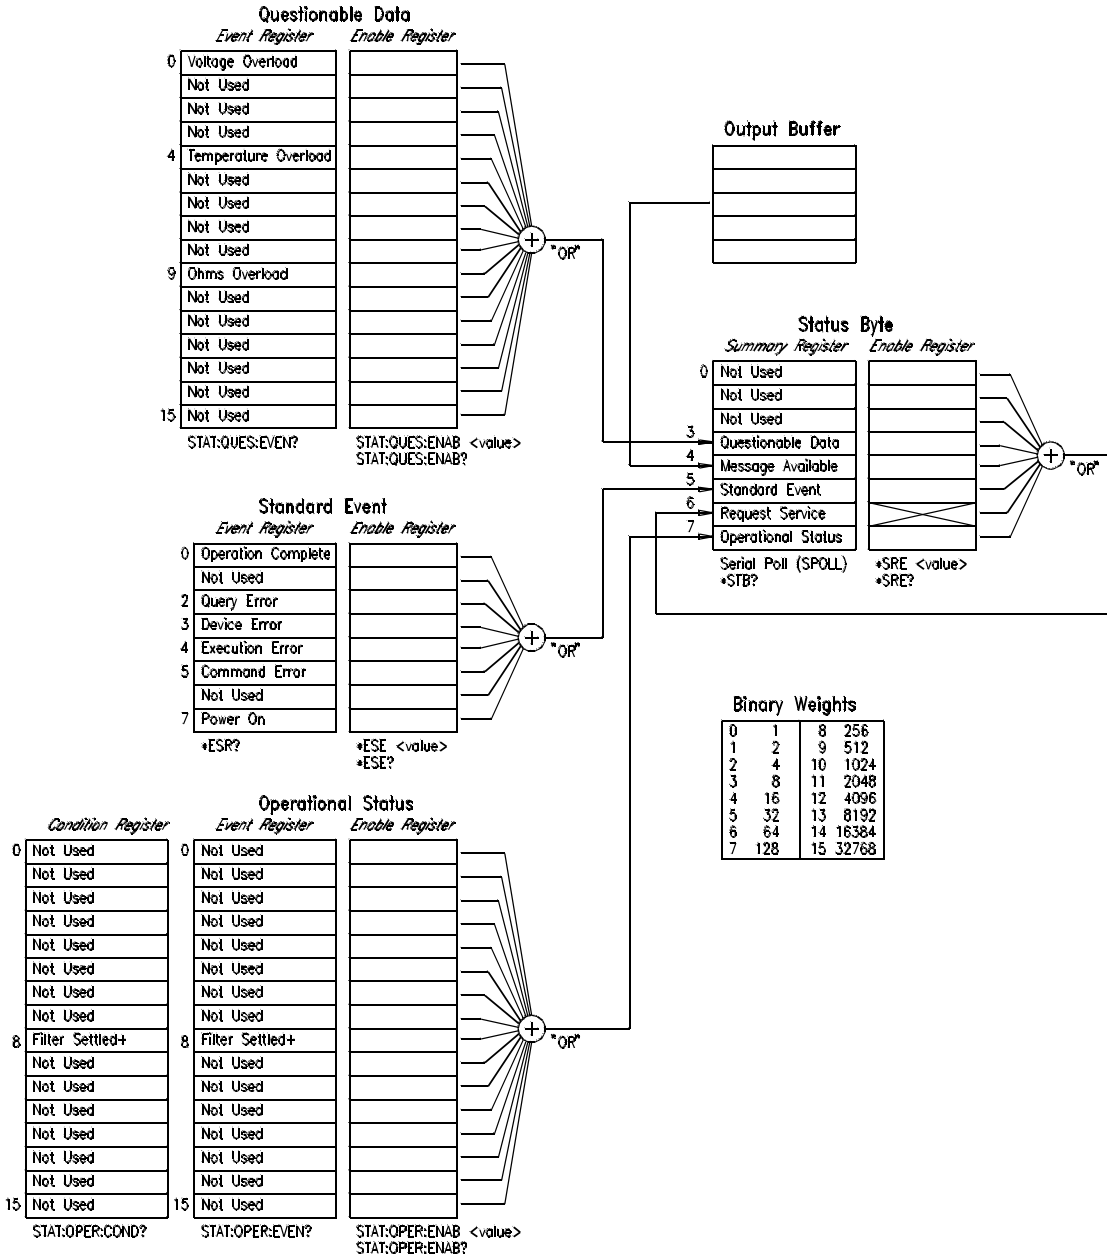 Questionable Data
Event Register Enable Register
0 Voltage Overload
Not Used
Not Used
Not Used
4 Temperature Overload
Not Used
Not Used
Not Used
Not Used
9 Ohms Overload
Not Used
Not Used
Not Used
Not Used
Not Used
15 Not Used
"OR"
STAT:QUES:EVEN? STAT:QUES:ENAB <value>
STAT:QUES:ENAB?
Output Buffer
Status Byte
Summary Register Enable Register
0 Not Used
Not Used
Not Used
3 Questionable Data
4 Message Available
5 Standard Event
6 Request Service
7 Operational Status
"OR"
Serial Poll (SPOLL) *SRE <value>
*STB? *SRE?
Standard Event
Event Register Enable Register
0 Operation Complete
Not Used
2 Query Error
3 Device Error
4 Execution Error
5 Command Error
Not Used
7 Power On
"OR"
*ESR? *ESE <value>
*ESE?
Binary Weights
0 1 8 256
1 2 9 512
2 4 10 1024
3 8 11 2048
4 16 12 4096
5 32 13 8192
6 64 14 16384
7 128 15 32768
Operational Status
Condition Register Event Register Enable Register
0 Not Used 0 Not Used
Not Used Not Used
Not Used Not Used
Not Used Not Used
Not Used Not Used
Not Used Not Used
Not Used Not Used
Not Used Not Used
8 Filter Settled+ 8 Filter Settled+
Not Used Not Used
Not Used Not Used
Not Used Not Used
Not Used Not Used
Not Used Not Used
Not Used Not Used
15 Not Used 15 Not Used
"OR"
STAT:OPER:COND? STAT:OPER:EVEN? STAT:OPER:ENAB <value>
STAT:OPER:ENAB?